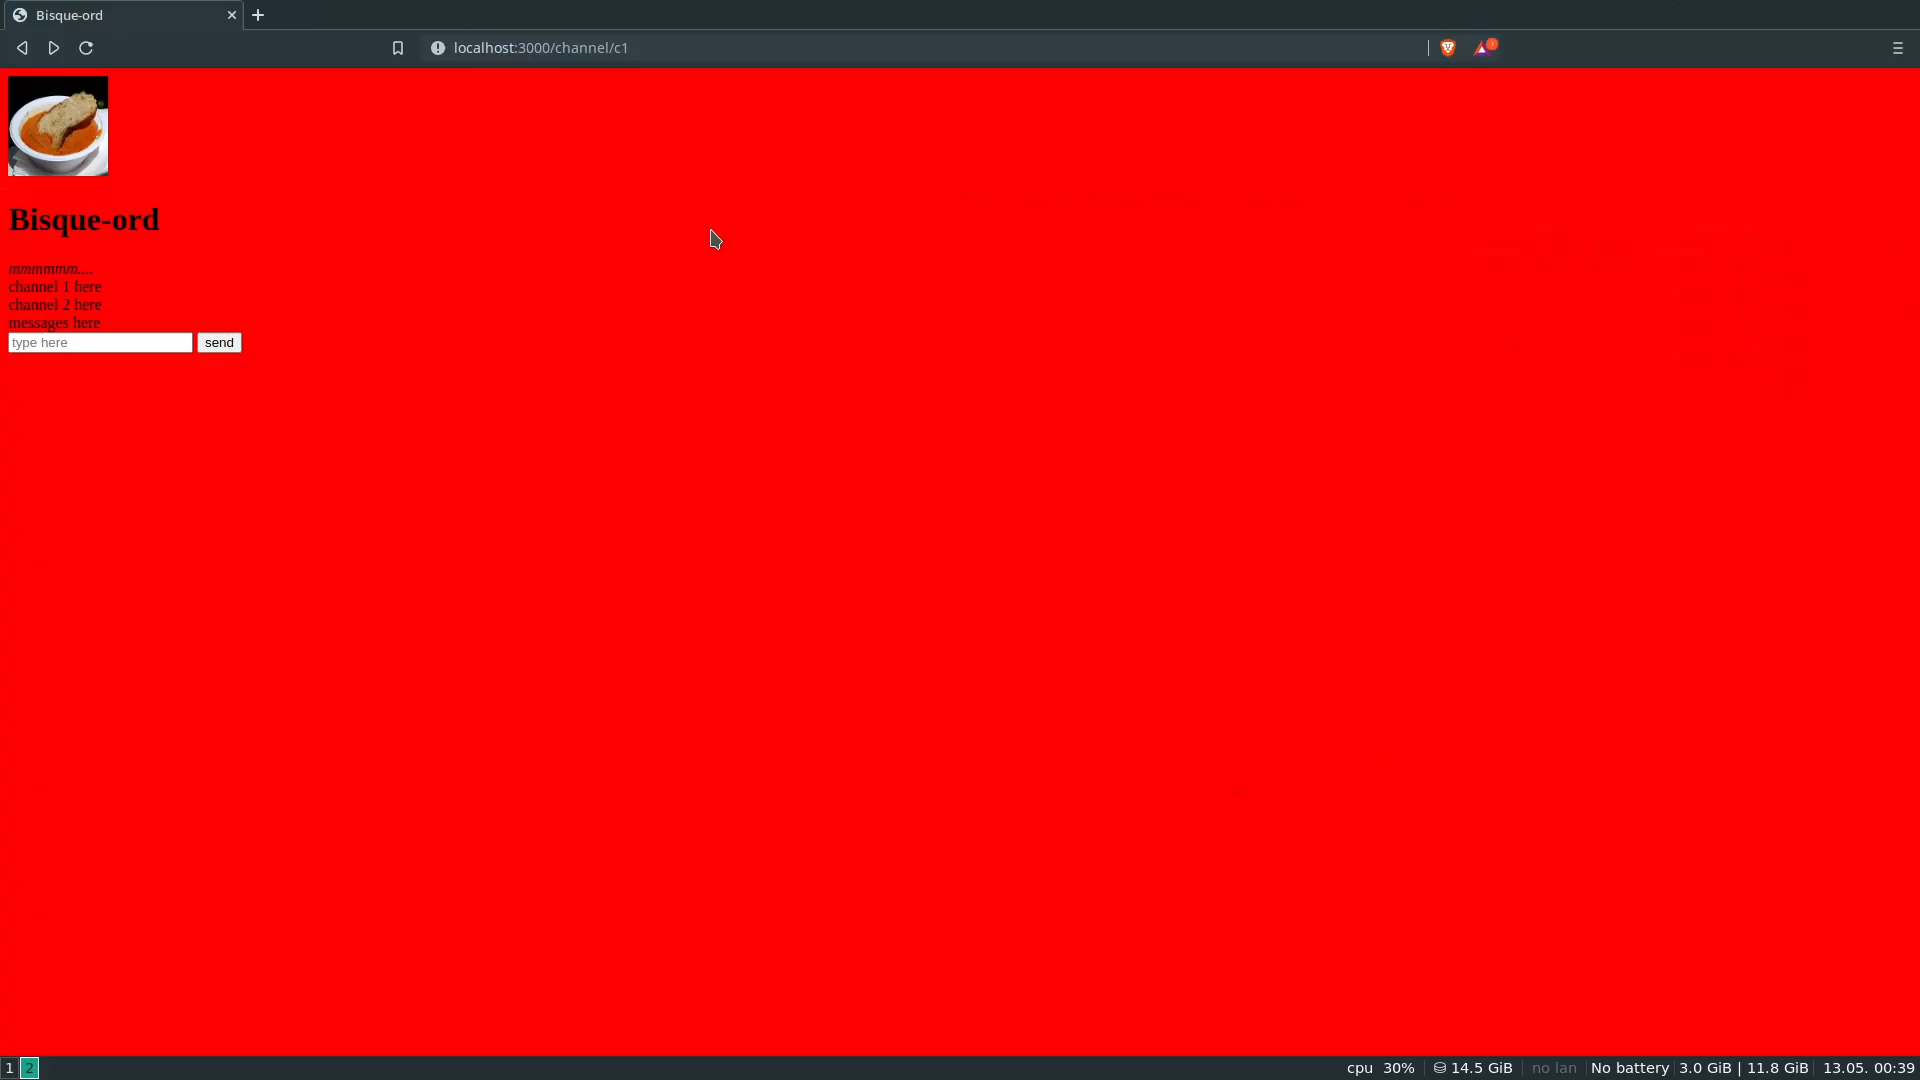 Bisque-ord
localhost:3000/channel/c1
Bisque-ord
mmmmmm....
channel 1 here
channel 2 here
messages here
type here
send
1 2
cpu 30% 14.5 GiB no lan No battery 3.0 GiB | 11.8 GiB 13.05. 00:39